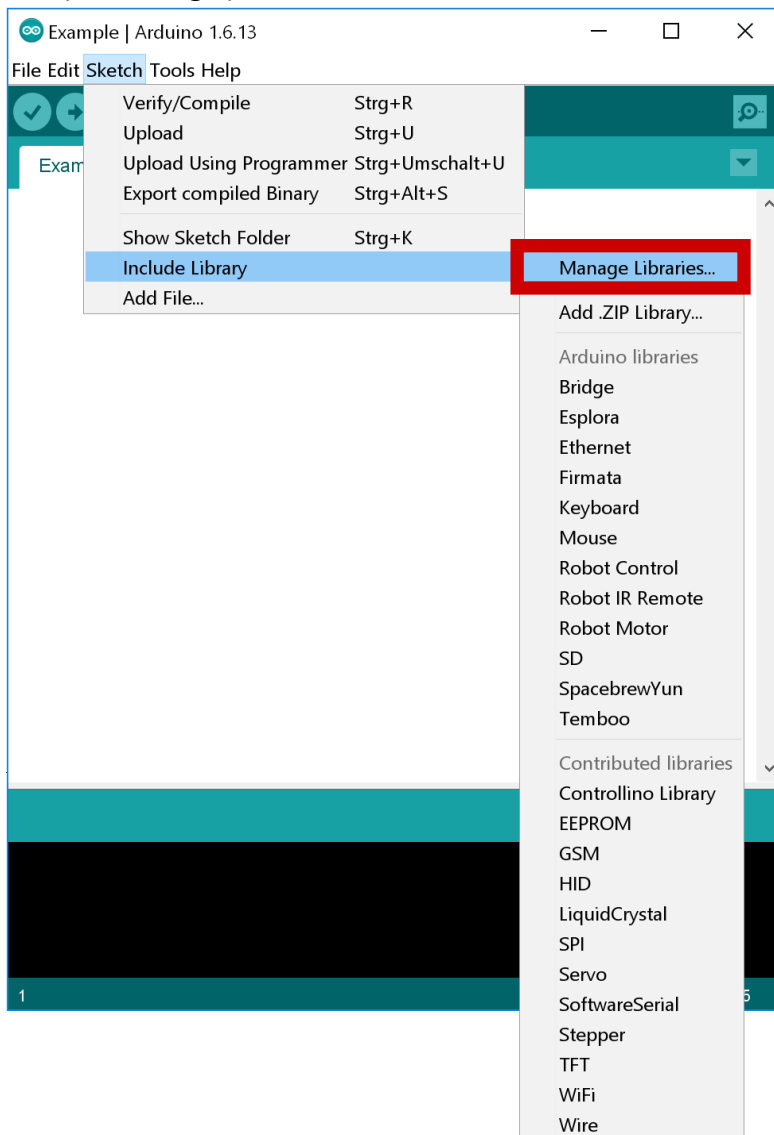 Example | Arduino 1.6.13
File Edit Sketch Tools Help
Verify/Compile Strg+R
Upload Strg+U
Upload Using Programmer Strg+Umschalt+U
Exam
Export compiled Binary Strg+Alt+S
Show Sketch Folder Strg+K
Include Library
Manage Libraries...
Add File...
Add .ZIP Library...
Arduino libraries
Bridge
Esplora
Ethernet
Firmata
Keyboard
Mouse
Robot Control
Robot IR Remote
Robot Motor
SD
SpacebrewYun
Temboo
Contributed libraries
Controllino Library
EEPROM
GSM
HID
LiquidCrystal
SPI
Servo
1
SoftwareSerial
Stepper
TFT
WiFi
Wire